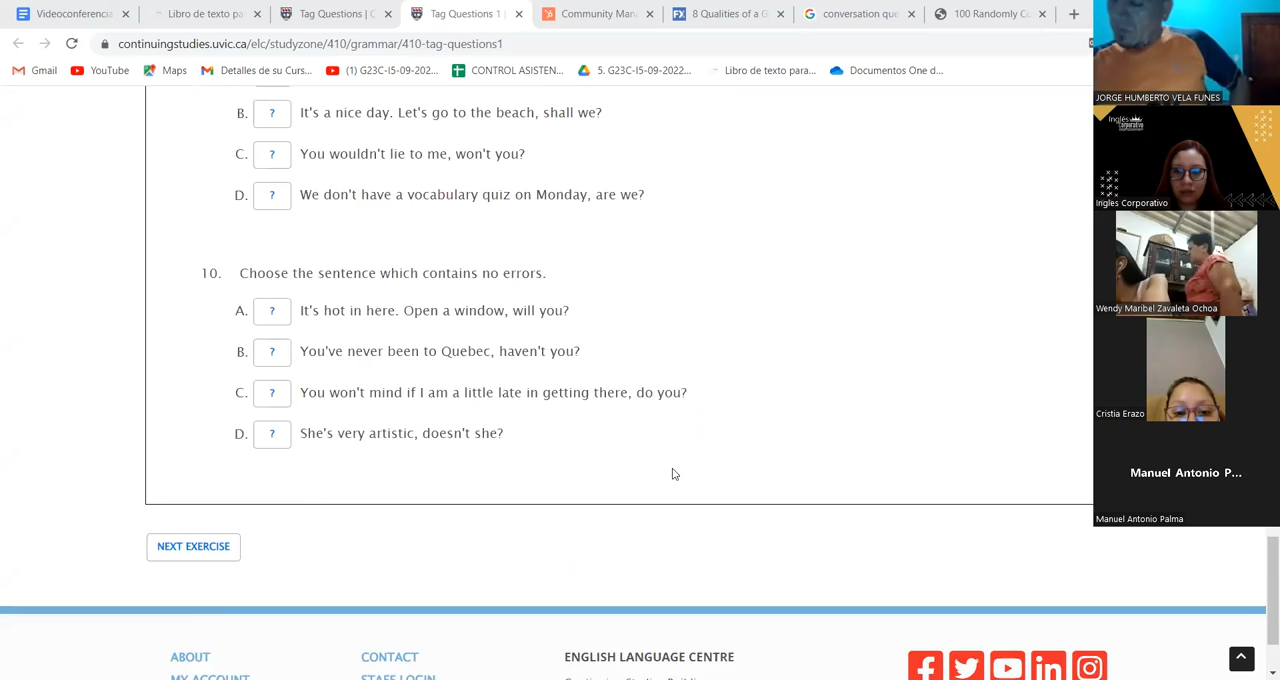 Videoconferencia
Libro de texto pa
Tag Questions | C
Tag Questions 1 |
Community Man
8 Qualities of a G
conversation que
100 Randomly C
continuingstudies.uvic.ca/elc/studyzone/410/grammar/410-tag-questions1
Gmail
YouTube
Maps
Detalles de su Curs...
(1) G23C-I5-09-202...
CONTROL ASISTEN...
5. G23C-I5-09-2022...
Libro de texto para...
Documentos One d...
B. ? It's a nice day. Let's go to the beach, shall we?
C. ? You wouldn't lie to me, won't you?
D. ? We don't have a vocabulary quiz on Monday, are we?
10. Choose the sentence which contains no errors.
A. ? It's hot in here. Open a window, will you?
B. ? You've never been to Quebec, haven't you?
C. ? You won't mind if I am a little late in getting there, do you?
D. ? She's very artistic, doesn't she?
NEXT EXERCISE
ABOUT
CONTACT
ENGLISH LANGUAGE CENTRE
MY ACCOUNT
STAFF LOGIN
JORGE HUMBERTO VELA FUNES
Inglés
Corporativo
Ingles Corporativo
Wendy Maribel Zavaleta Ochoa
Cristia Erazo
Manuel Antonio P...
Manuel Antonio Palma